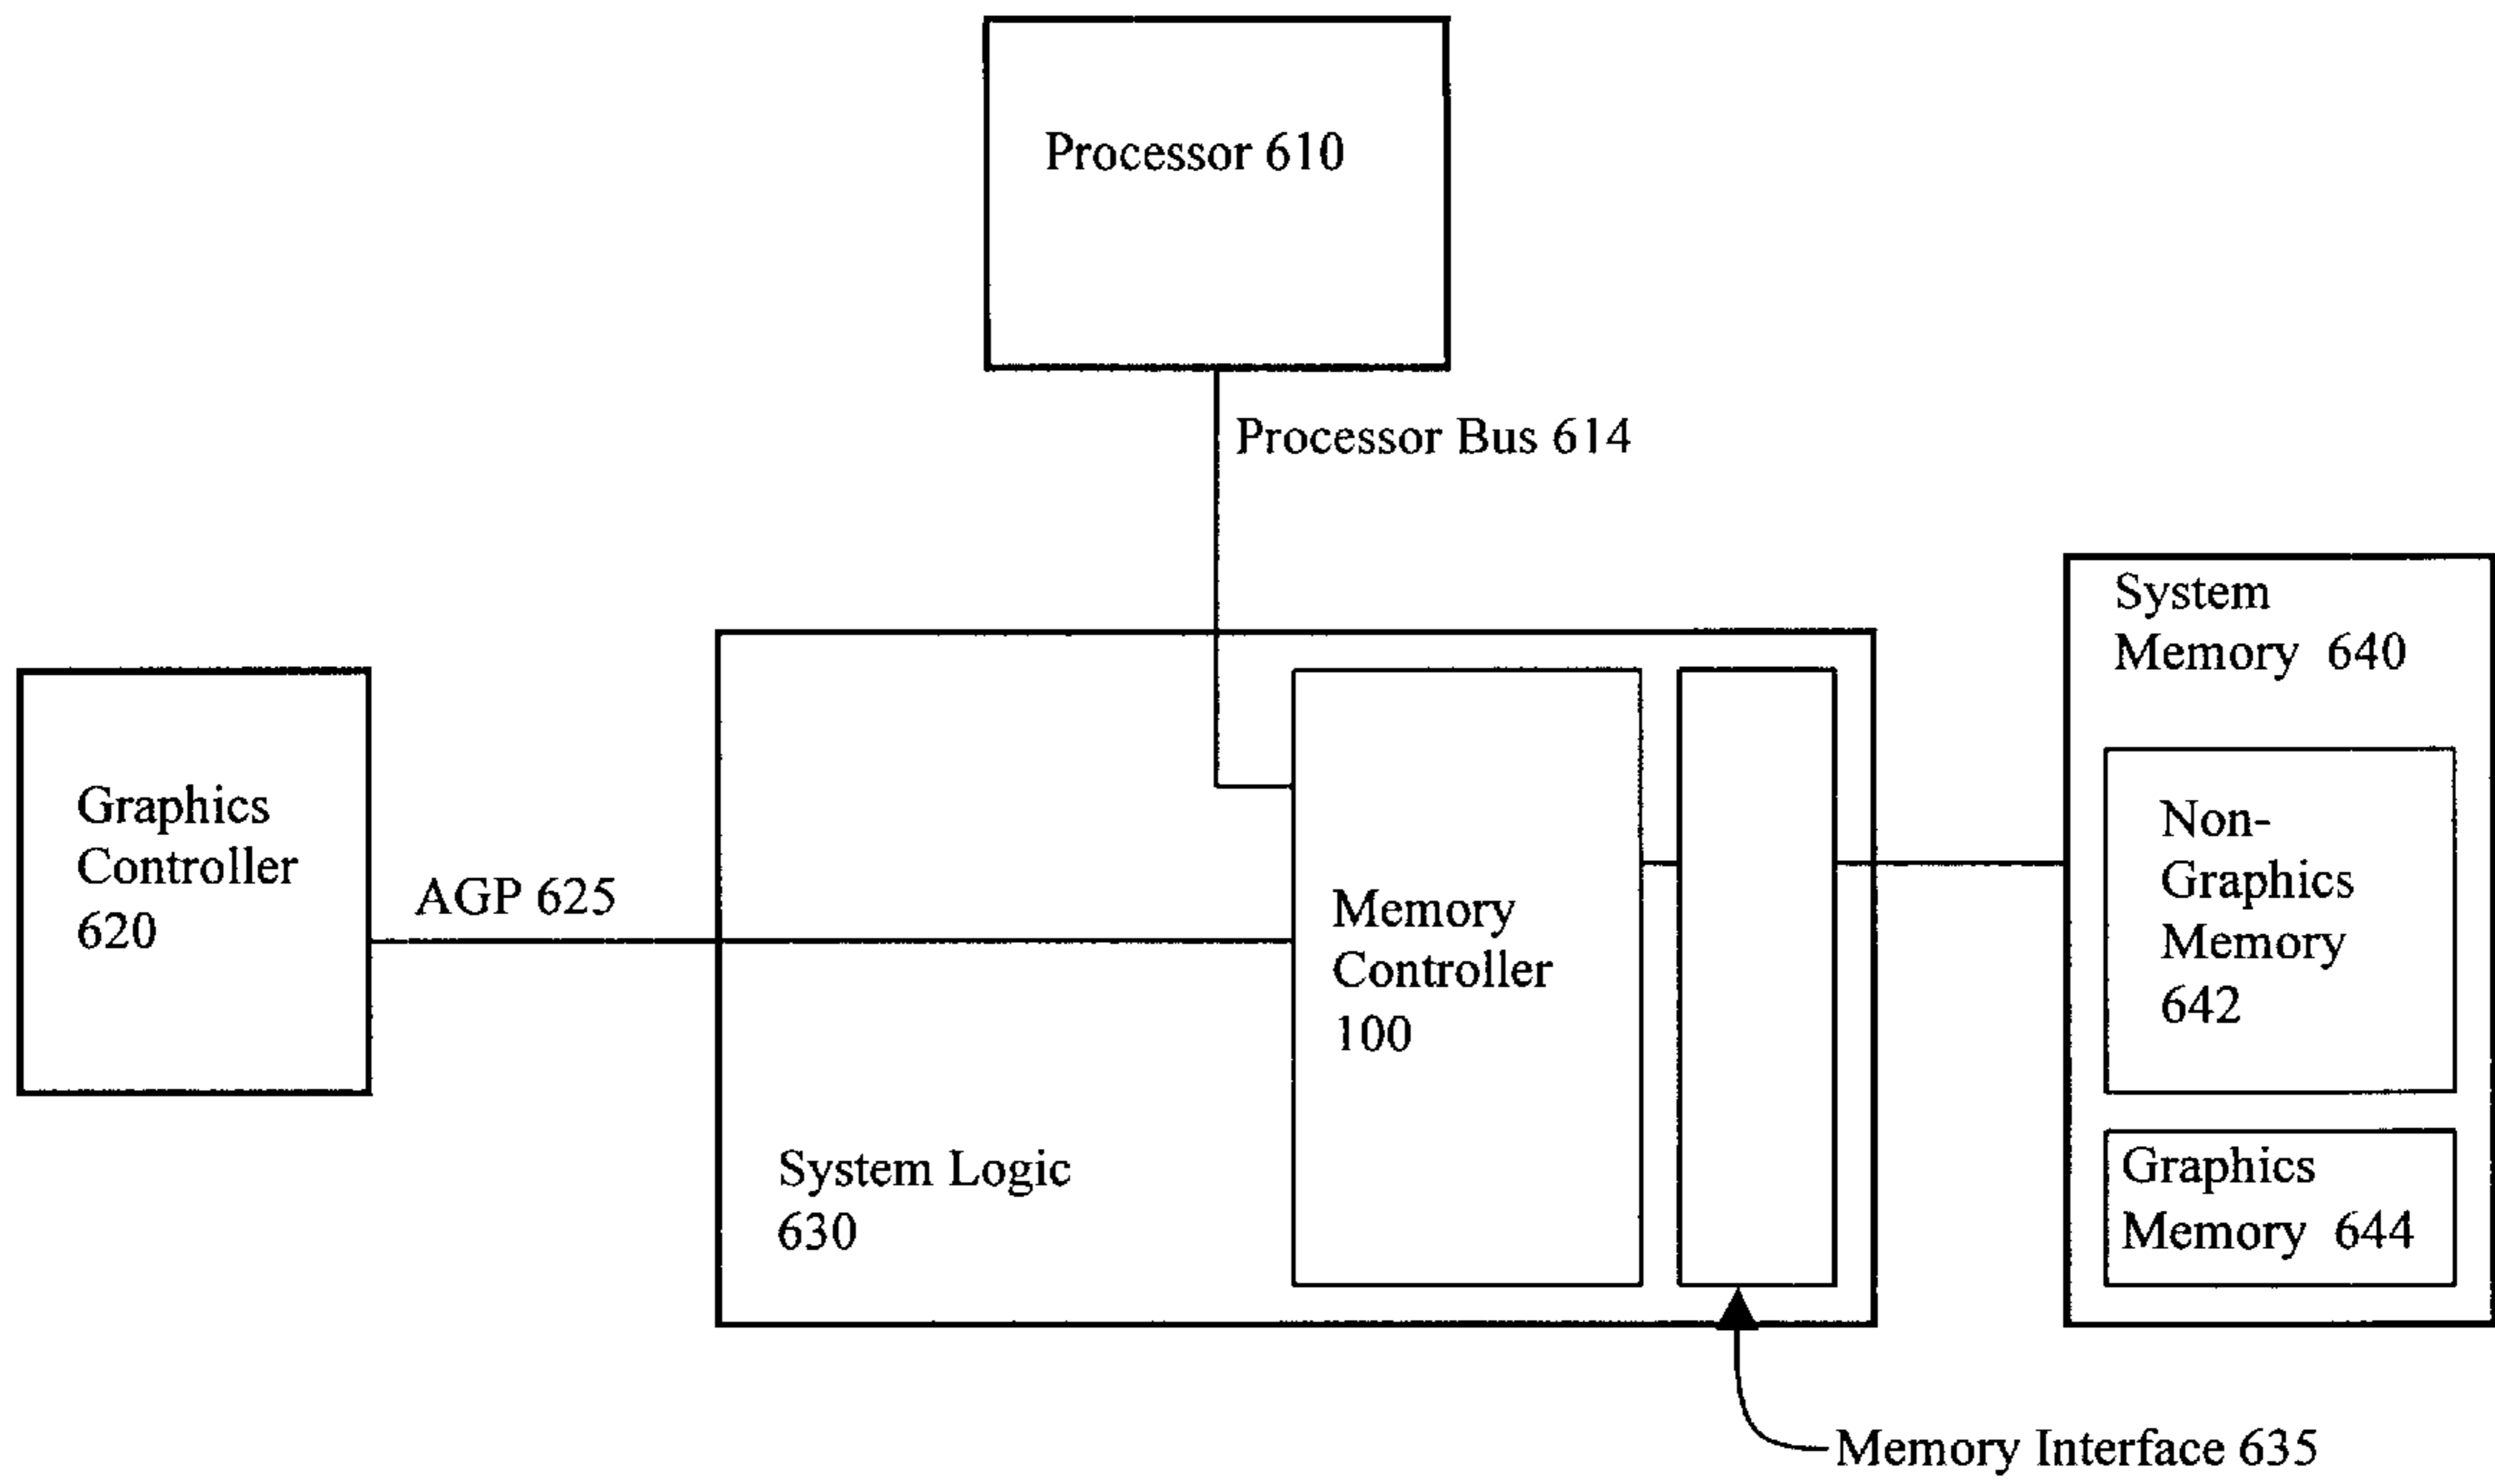 Processor 610
Processor Bus 614
System
Memory 640
Graphics
Controller
620
AGP 625
Memory
Controller
100
Non-
Graphics
Memory
642
System Logic
630
Graphics
Memory 644
Memory Interface 635